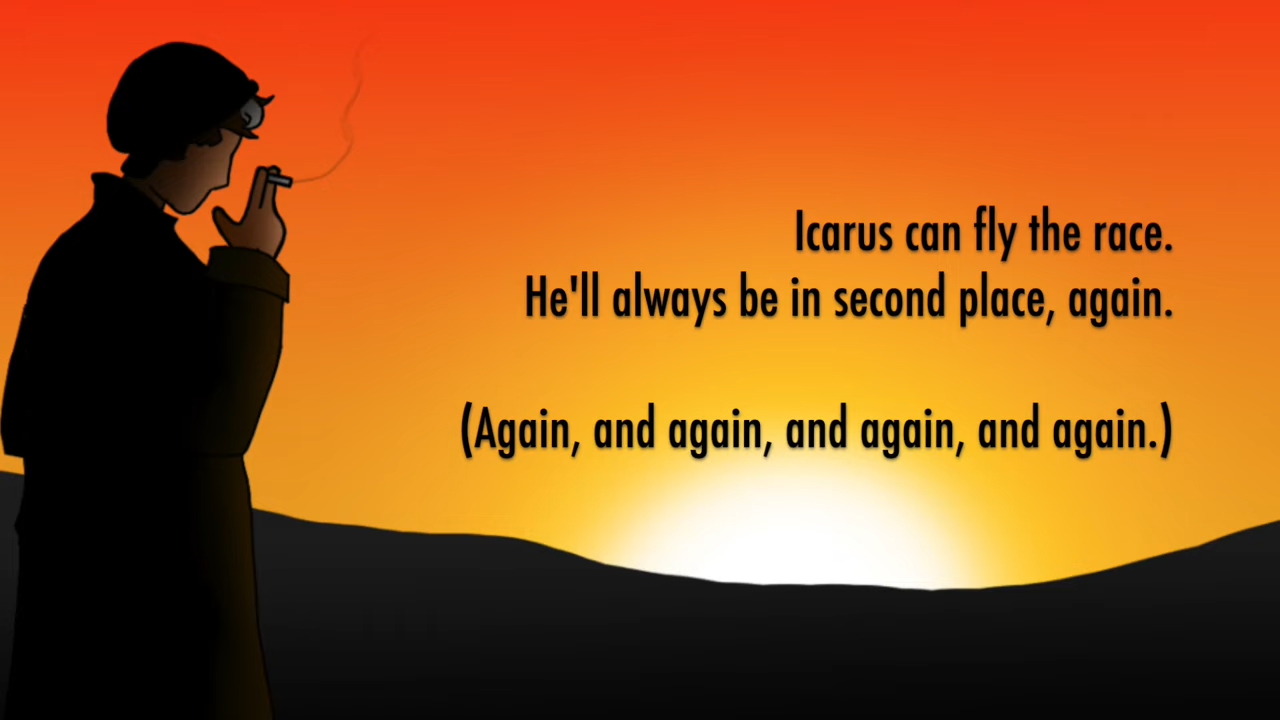 Icarus can fly the race.
He'll always be in second place, again.
(Again, and again, and again, and again.)